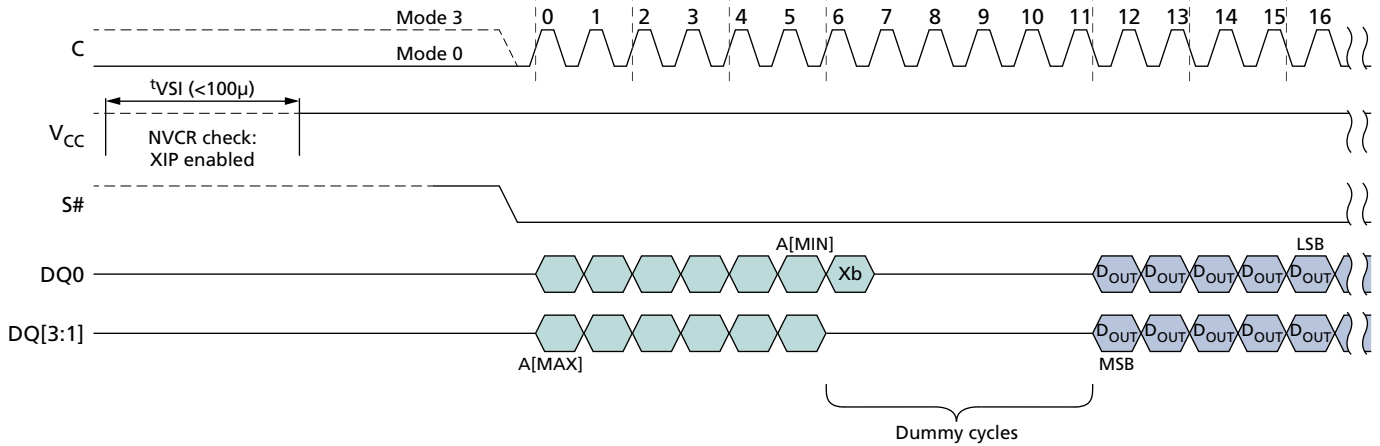 Mode 3 0 1 2 3 4 5 6 7 8 9 10 11 12 13 14 15 16
C
Mode 0
tVSI (<100µ)
VCC
NVCR check:
XIP enabled
S#
A[MIN] LSB
DQ0 Xb DOUT DOUT DOUT DOUT DOUT
DQ[3:1] DOUT DOUT DOUT DOUT DOUT
A[MAX] MSB
Dummy cycles